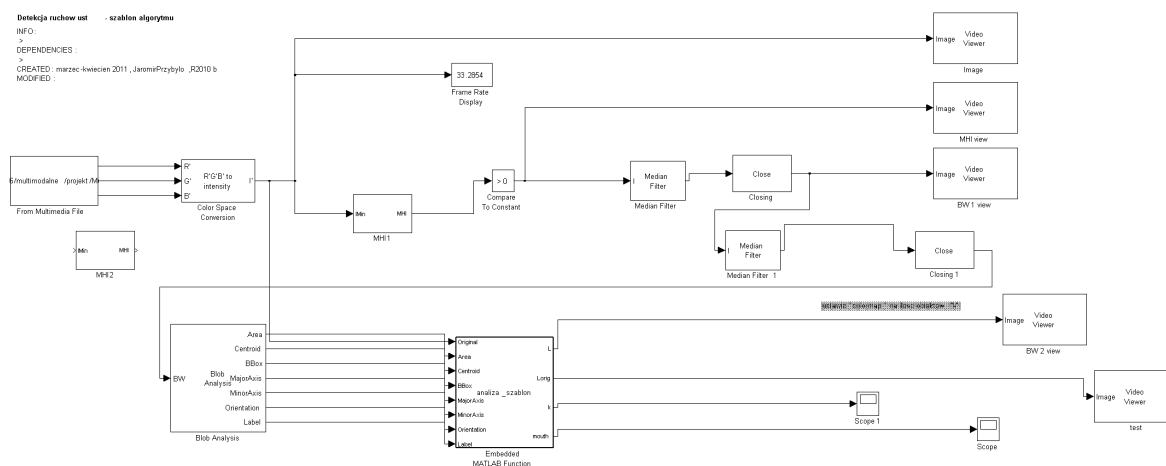 Detekcja ruchow ust - szablon algorytmu
INFO :
>
DEPENDENCIES :
>
CREATED : marzec-kwiecien 2011 , JaromirPrzybylo ,R2010 b
MODIFIED :
Image
Video
Viewer
Image
33.2854
Frame Rate
Display
Image
Video
Viewer
MHI view
6/multimodalne /projekt /M
From Multimedia File
R'
G'
B'
R'G'B' to
intensity
I'
Color Space
Conversion
IMin
MHI
MHI1
> 0
Compare
To Constant
I
Median
Filter
Median Filter
Close
Closing
Image
Video
Viewer
BW 1 view
IMin
MHI
MHI2
I
Median
Filter
Median Filter 1
Close
Closing 1
Image
Video
Viewer
BW 2 view
BW
Blob
Analysis
Area
Centroid
BBox
MajorAxis
MinorAxis
Orientation
Label
Blob Analysis
Original
Area
Centroid
BBox
MajorAxis
MinorAxis
Orientation
Label
analiza _szablon
L
Lorig
k
mouth
Embedded
MATLAB Function
Image
Video
Viewer
test
Scope 1
Scope